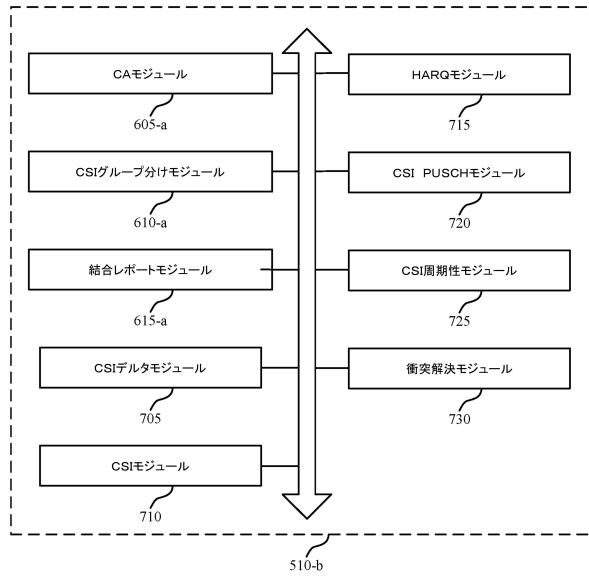 CAモジュール
605-a
CSIグループ分けモジュール
610-a
結合レポートモジュール
615-a
CSIデルタモジュール
705
CSIモジュール
710
HARQモジュール
715
CSI PUSCHモジュール
720
CSI周期性モジュール
725
衝突解決モジュール
730
510-b